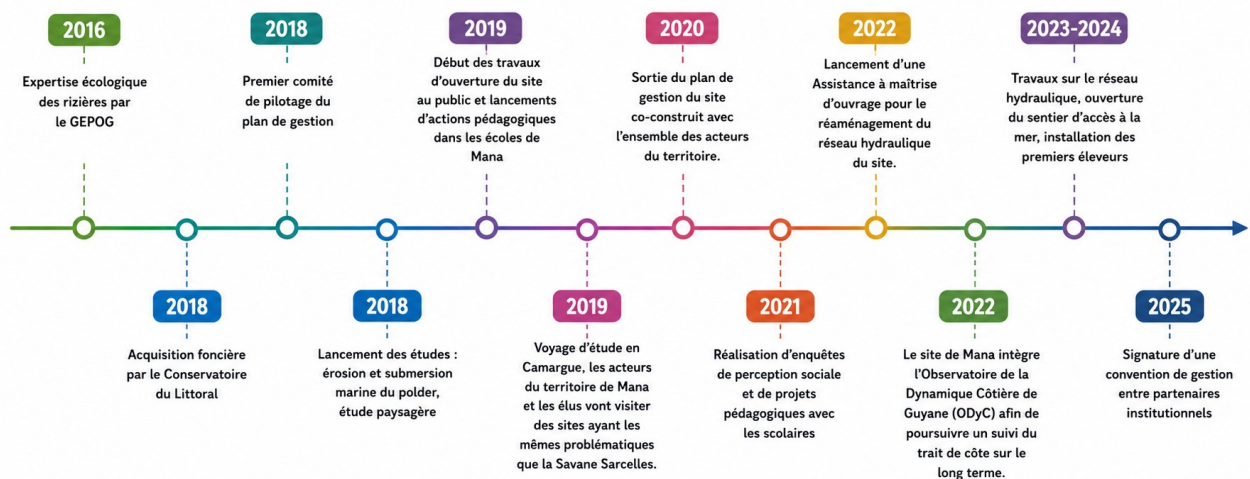 2016
Expertise écologique
des rizières par
le GEPOG
2018
Acquisition foncière
par le Conservatoire
du Littoral
2018
Premier comité
de pilotage du
plan de gestion
2018
Lancement des études :
érosion et submersion
marine du polder,
étude paysagère
2019
Début des travaux
d'ouverture du site
au public et lancements
d'actions pédagogiques
dans les écoles de
Mana
2019
Voyage d'étude en
Camargue, les acteurs
du territoire de Mana
et les élus vont visiter
des sites ayant les
mêmes problématiques
que la Savane Sarcelles.
2020
Sortie du plan de
gestion du site
co-construit avec
l'ensemble des acteurs
du territoire.
2021
Réalisation d'enquêtes
de perception sociale
et de projets
pédagogiques avec
les scolaires
2022
Lancement d'une
Assistance à maîtrise
d'ouvrage pour le
réaménagement du
réseau hydraulique
du site.
2022
Le site de Mana intègre
l'Observatoire de la
Dynamique Côtière de
Guyane (ODyC) afin de
poursuivre un suivi du
trait de côte sur le
long terme.
2023-2024
Travaux sur le réseau
hydraulique, ouverture
du sentier d'accès à la
mer, installation des
premiers éleveurs
2025
Signature d'une
convention de gestion
entre partenaires
institutionnels